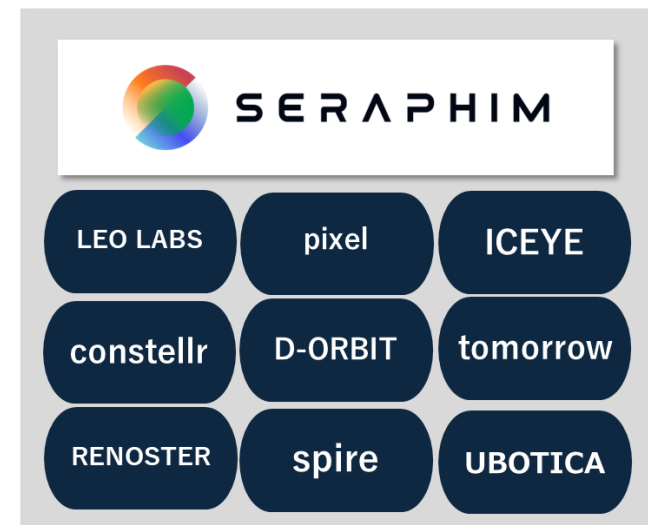 SERAPHIM
LEO LABS
pixel
ICEYE
constellr
D-ORBIT
tomorrow
RENOSTER
spire
UBOTICA